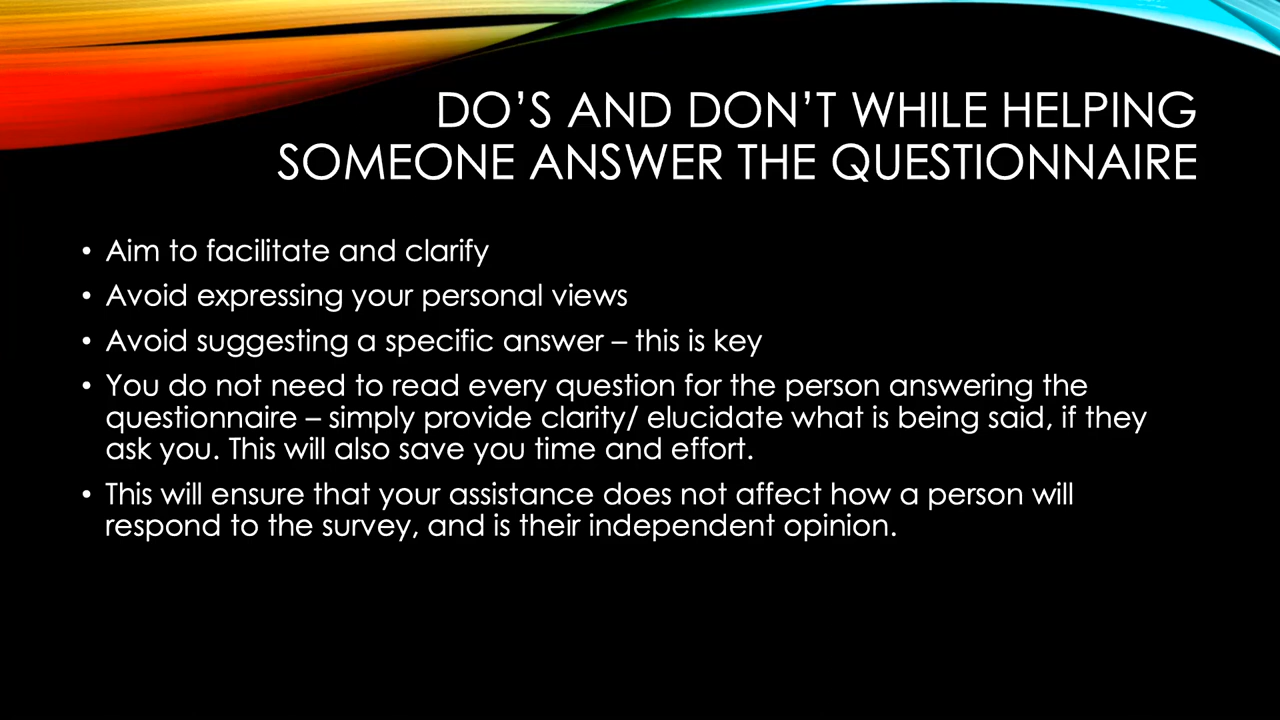 DO’S AND DON’T WHILE HELPING
SOMEONE ANSWER THE QUESTIONNAIRE
• Aim to facilitate and clarify
• Avoid expressing your personal views
• Avoid suggesting a specific answer – this is key
• You do not need to read every question for the person answering the
questionnaire – simply provide clarity/ elucidate what is being said, if they
ask you. This will also save you time and effort.
• This will ensure that your assistance does not affect how a person will
respond to the survey, and is their independent opinion.